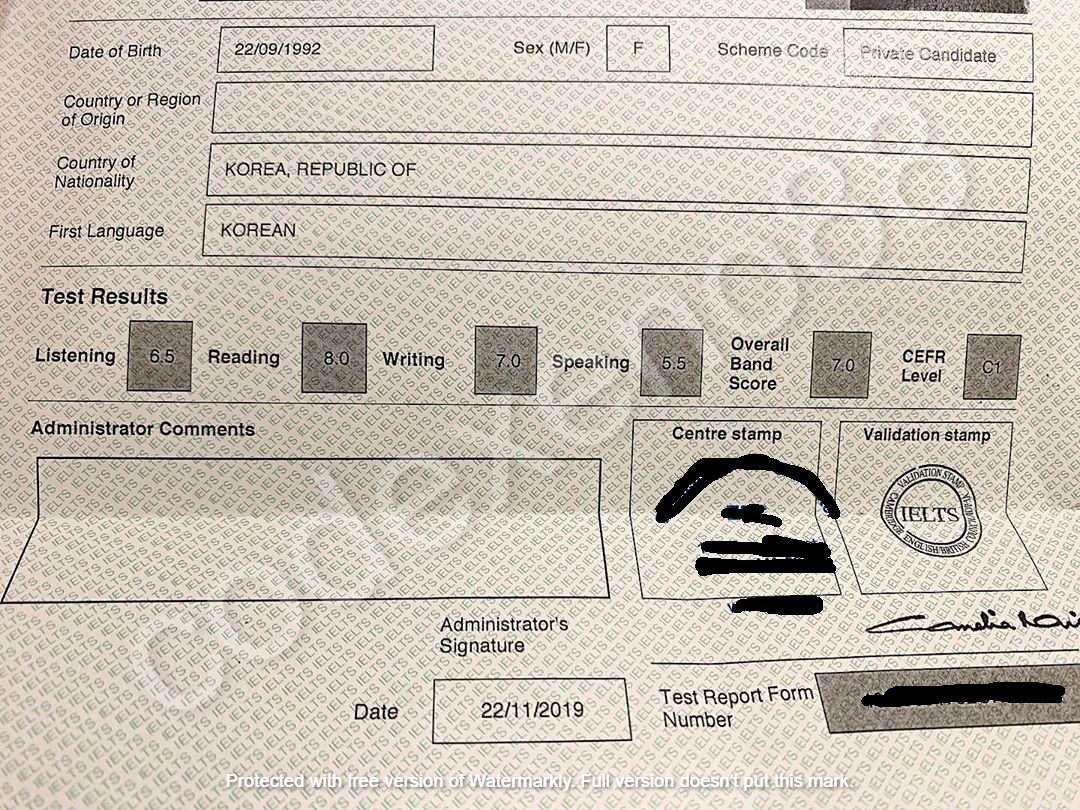 Date of Birth 22/09/1992 Sex (M/F) F Scheme Code Private Candidate
Country or Region
of Origin
Country of
Nationality
KOREA, REPUBLIC OF
First Language KOREAN
Test Results
Listening 6.5 Reading 8.0 Writing 7.0 Speaking 5.5
Overall
Band
Score
7.0
CEFR
Level
C1
Administrator Comments
Centre stamp
Validation stamp
VALIDATION STAMP
IELTS
CAMBRIDGE ENGLISH/BRITISH COUNCIL/IDP:IA
Administrator's
Signature
Date 22/11/2019
Test Report Form
Number
Protected with free version of Watermarkly. Full version doesn't put this mark.